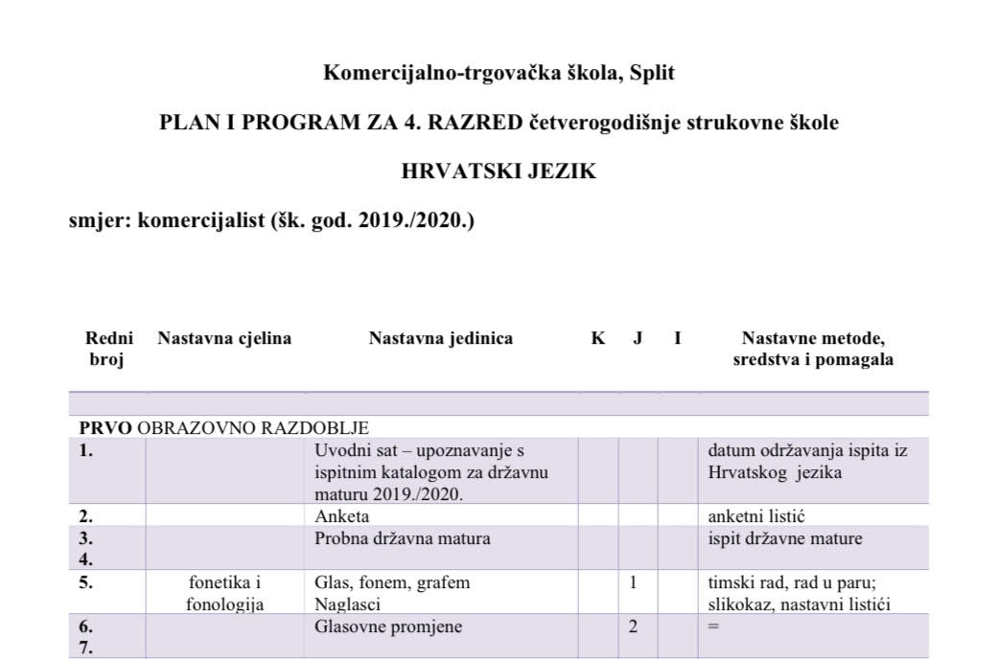 Komercijalno-trgovačka škola, Split
PLAN I PROGRAM ZA 4. RAZRED četverogodišnje strukovne škole
HRVATSKI JEZIK
smjer: komercijalist (šk. god. 2019./2020.)
Redni broj Nastavna cjelina Nastavna jedinica K J I Nastavne metode, sredstva i pomagala
PRVO OBRAZOVNO RAZDOBLJE
1. Uvodni sat – upoznavanje s datum održavanja ispita iz
ispitnim katalogom za državnu Hrvatskog jezika
maturu 2019./2020.
2. Anketa anketni listić
3. Probna državna matura ispit državne mature
4.
5. fonetika i Glas, fonem, grafem 1 timski rad, rad u paru;
fonologija Naglasci slikokaz, nastavni listići
6. Glasovne promjene 2 =
7.